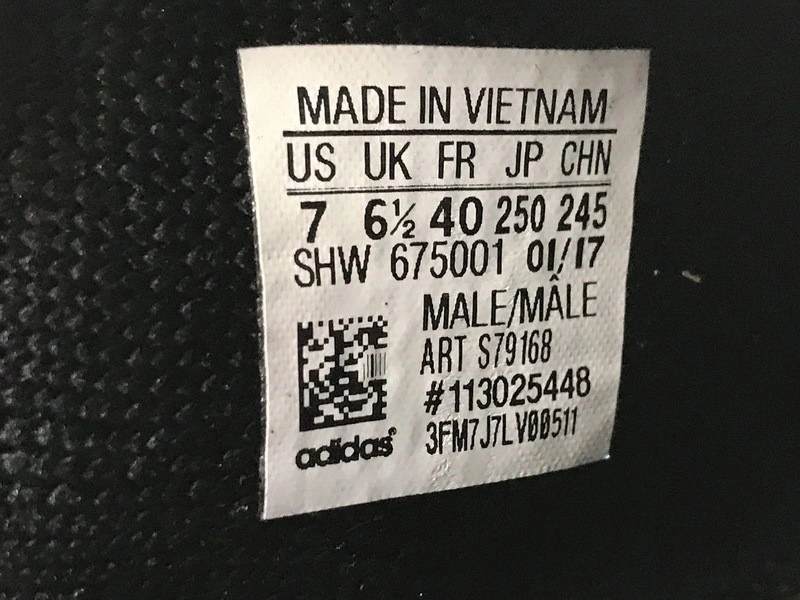 MADE IN VIETNAM
US UK FR JP CHN
7 6½ 40 250 245
SHW 675001 01/17
MALE/MÂLE
ART S79168
#113025448
3FM7J7LV00511
adidas®